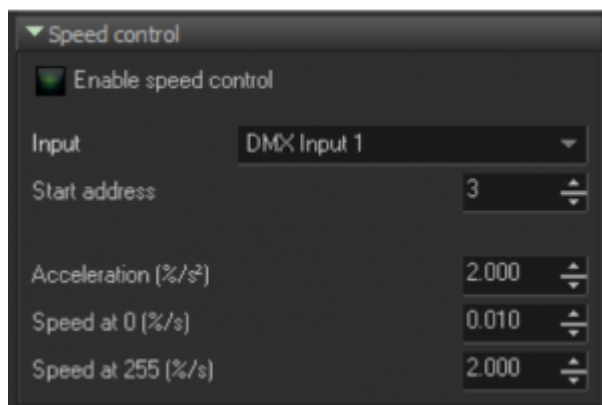 Speed control
Enable speed control
Input DMX Input 1
Start address 3
Acceleration (%/s²) 2.000
Speed at 0 (%/s) 0.010
Speed at 255 (%/s) 2.000